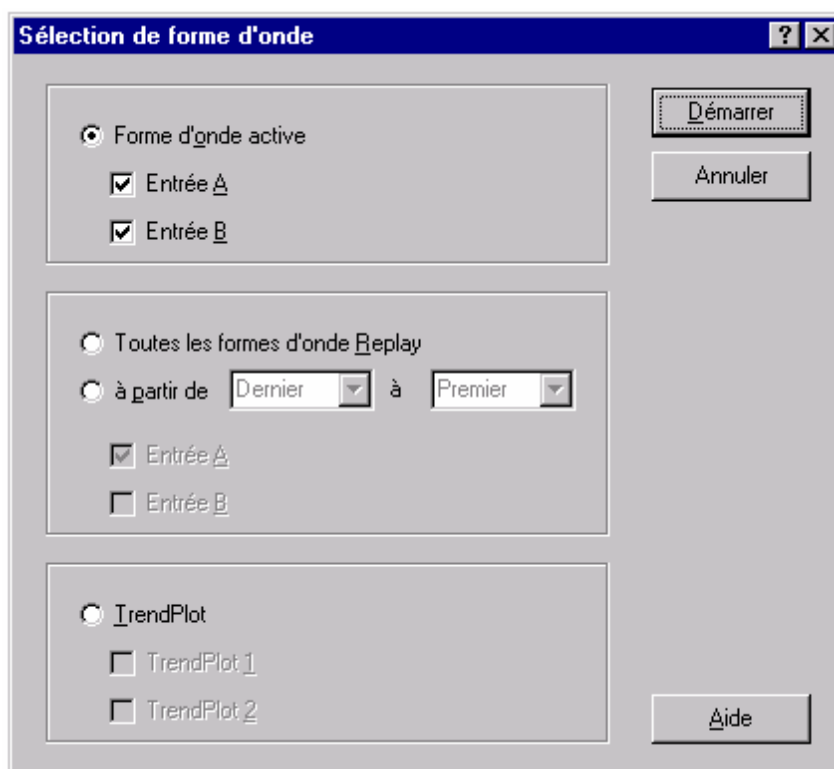 Sélection de forme d'onde
Forme d'onde active
Entrée A
Entrée B
Démarrer
Annuler
Toutes les formes d'onde Replay
à partir de Dernier à Premier
Entrée A
Entrée B
TrendPlot
TrendPlot 1
TrendPlot 2
Aide